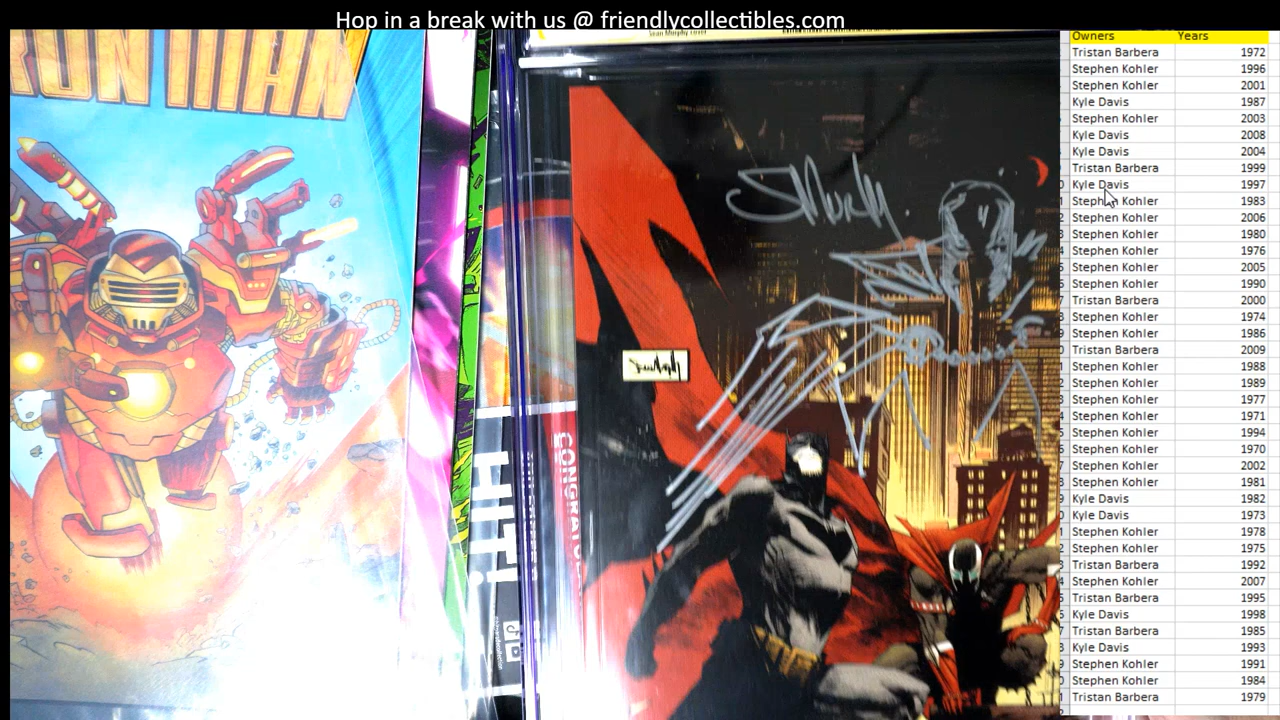 Hop in a break with us @ friendlycollectibles.com
IRON MAN
Sean Murphy cover
HIT!
Owners Years
Tristan Barbera 1972
Stephen Kohler 1996
Stephen Kohler 2001
Kyle Davis 1987
Stephen Kohler 2003
Kyle Davis 2008
Kyle Davis 2004
Tristan Barbera 1999
Kyle Davis 1997
Stephen Kohler 1983
Stephen Kohler 2006
Stephen Kohler 1980
Stephen Kohler 1976
Stephen Kohler 2005
Stephen Kohler 1990
Tristan Barbera 2000
Stephen Kohler 1974
Stephen Kohler 1986
Tristan Barbera 2009
Stephen Kohler 1988
Stephen Kohler 1989
Stephen Kohler 1977
Stephen Kohler 1971
Stephen Kohler 1994
Stephen Kohler 1970
Stephen Kohler 2002
Stephen Kohler 1981
Kyle Davis 1982
Kyle Davis 1973
Stephen Kohler 1978
Stephen Kohler 1975
Tristan Barbera 1992
Stephen Kohler 2007
Tristan Barbera 1995
Kyle Davis 1998
Tristan Barbera 1985
Kyle Davis 1993
Stephen Kohler 1991
Stephen Kohler 1984
Tristan Barbera 1979